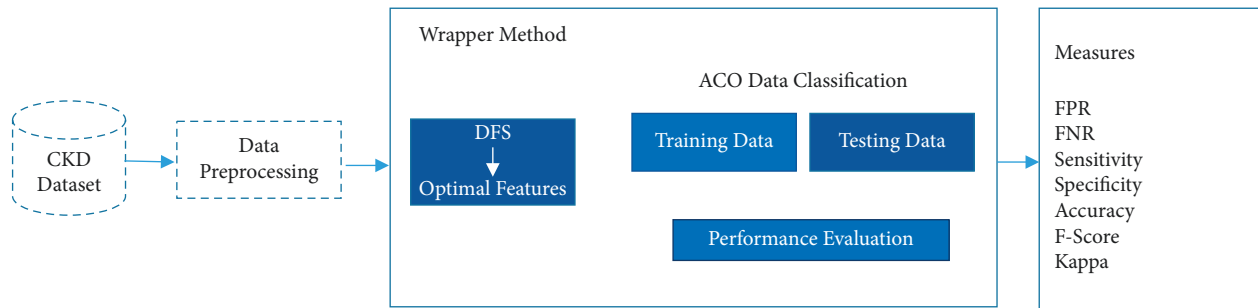 CKD
Dataset
Data
Preprocessing
Wrapper Method
DFS
Optimal Features
ACO Data Classification
Training Data
Testing Data
Performance Evaluation
Measures
FPR
FNR
Sensitivity
Specificity
Accuracy
F-Score
Kappa